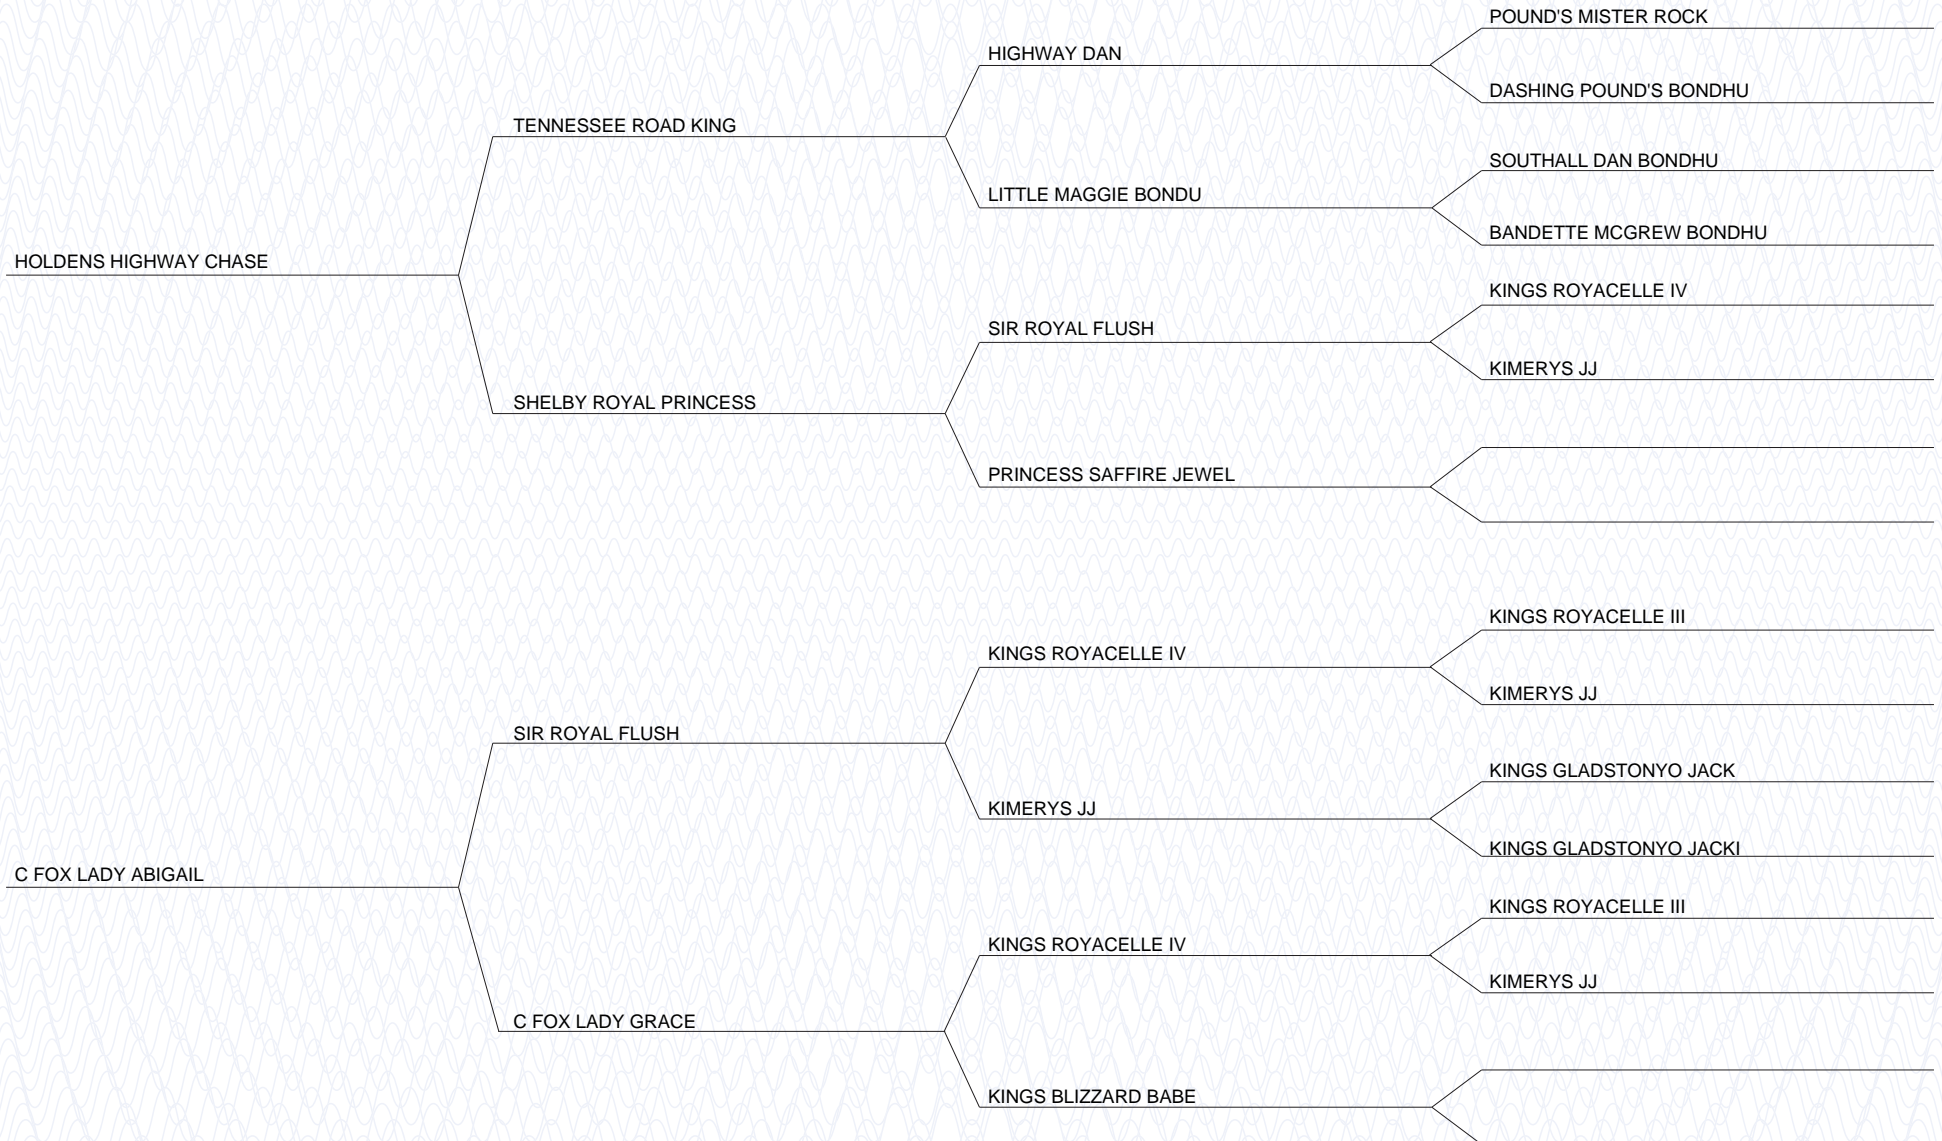 POUND'S MISTER ROCK
HIGHWAY DAN
DASHING POUND'S BONDHU
TENNESSEE ROAD KING
SOUTHALL DAN BONDHU
LITTLE MAGGIE BONDU
BANDETTE MCGREW BONDHU
HOLDENS HIGHWAY CHASE
KINGS ROYACELLE IV
SIR ROYAL FLUSH
KIMERYS JJ
SHELBY ROYAL PRINCESS
PRINCESS SAFFIRE JEWEL
KINGS ROYACELLE III
KINGS ROYACELLE IV
KIMERYS JJ
SIR ROYAL FLUSH
KINGS GLADSTONYO JACK
KIMERYS JJ
KINGS GLADSTONYO JACKI
C FOX LADY ABIGAIL
KINGS ROYACELLE III
KINGS ROYACELLE IV
KIMERYS JJ
C FOX LADY GRACE
KINGS BLIZZARD BABE